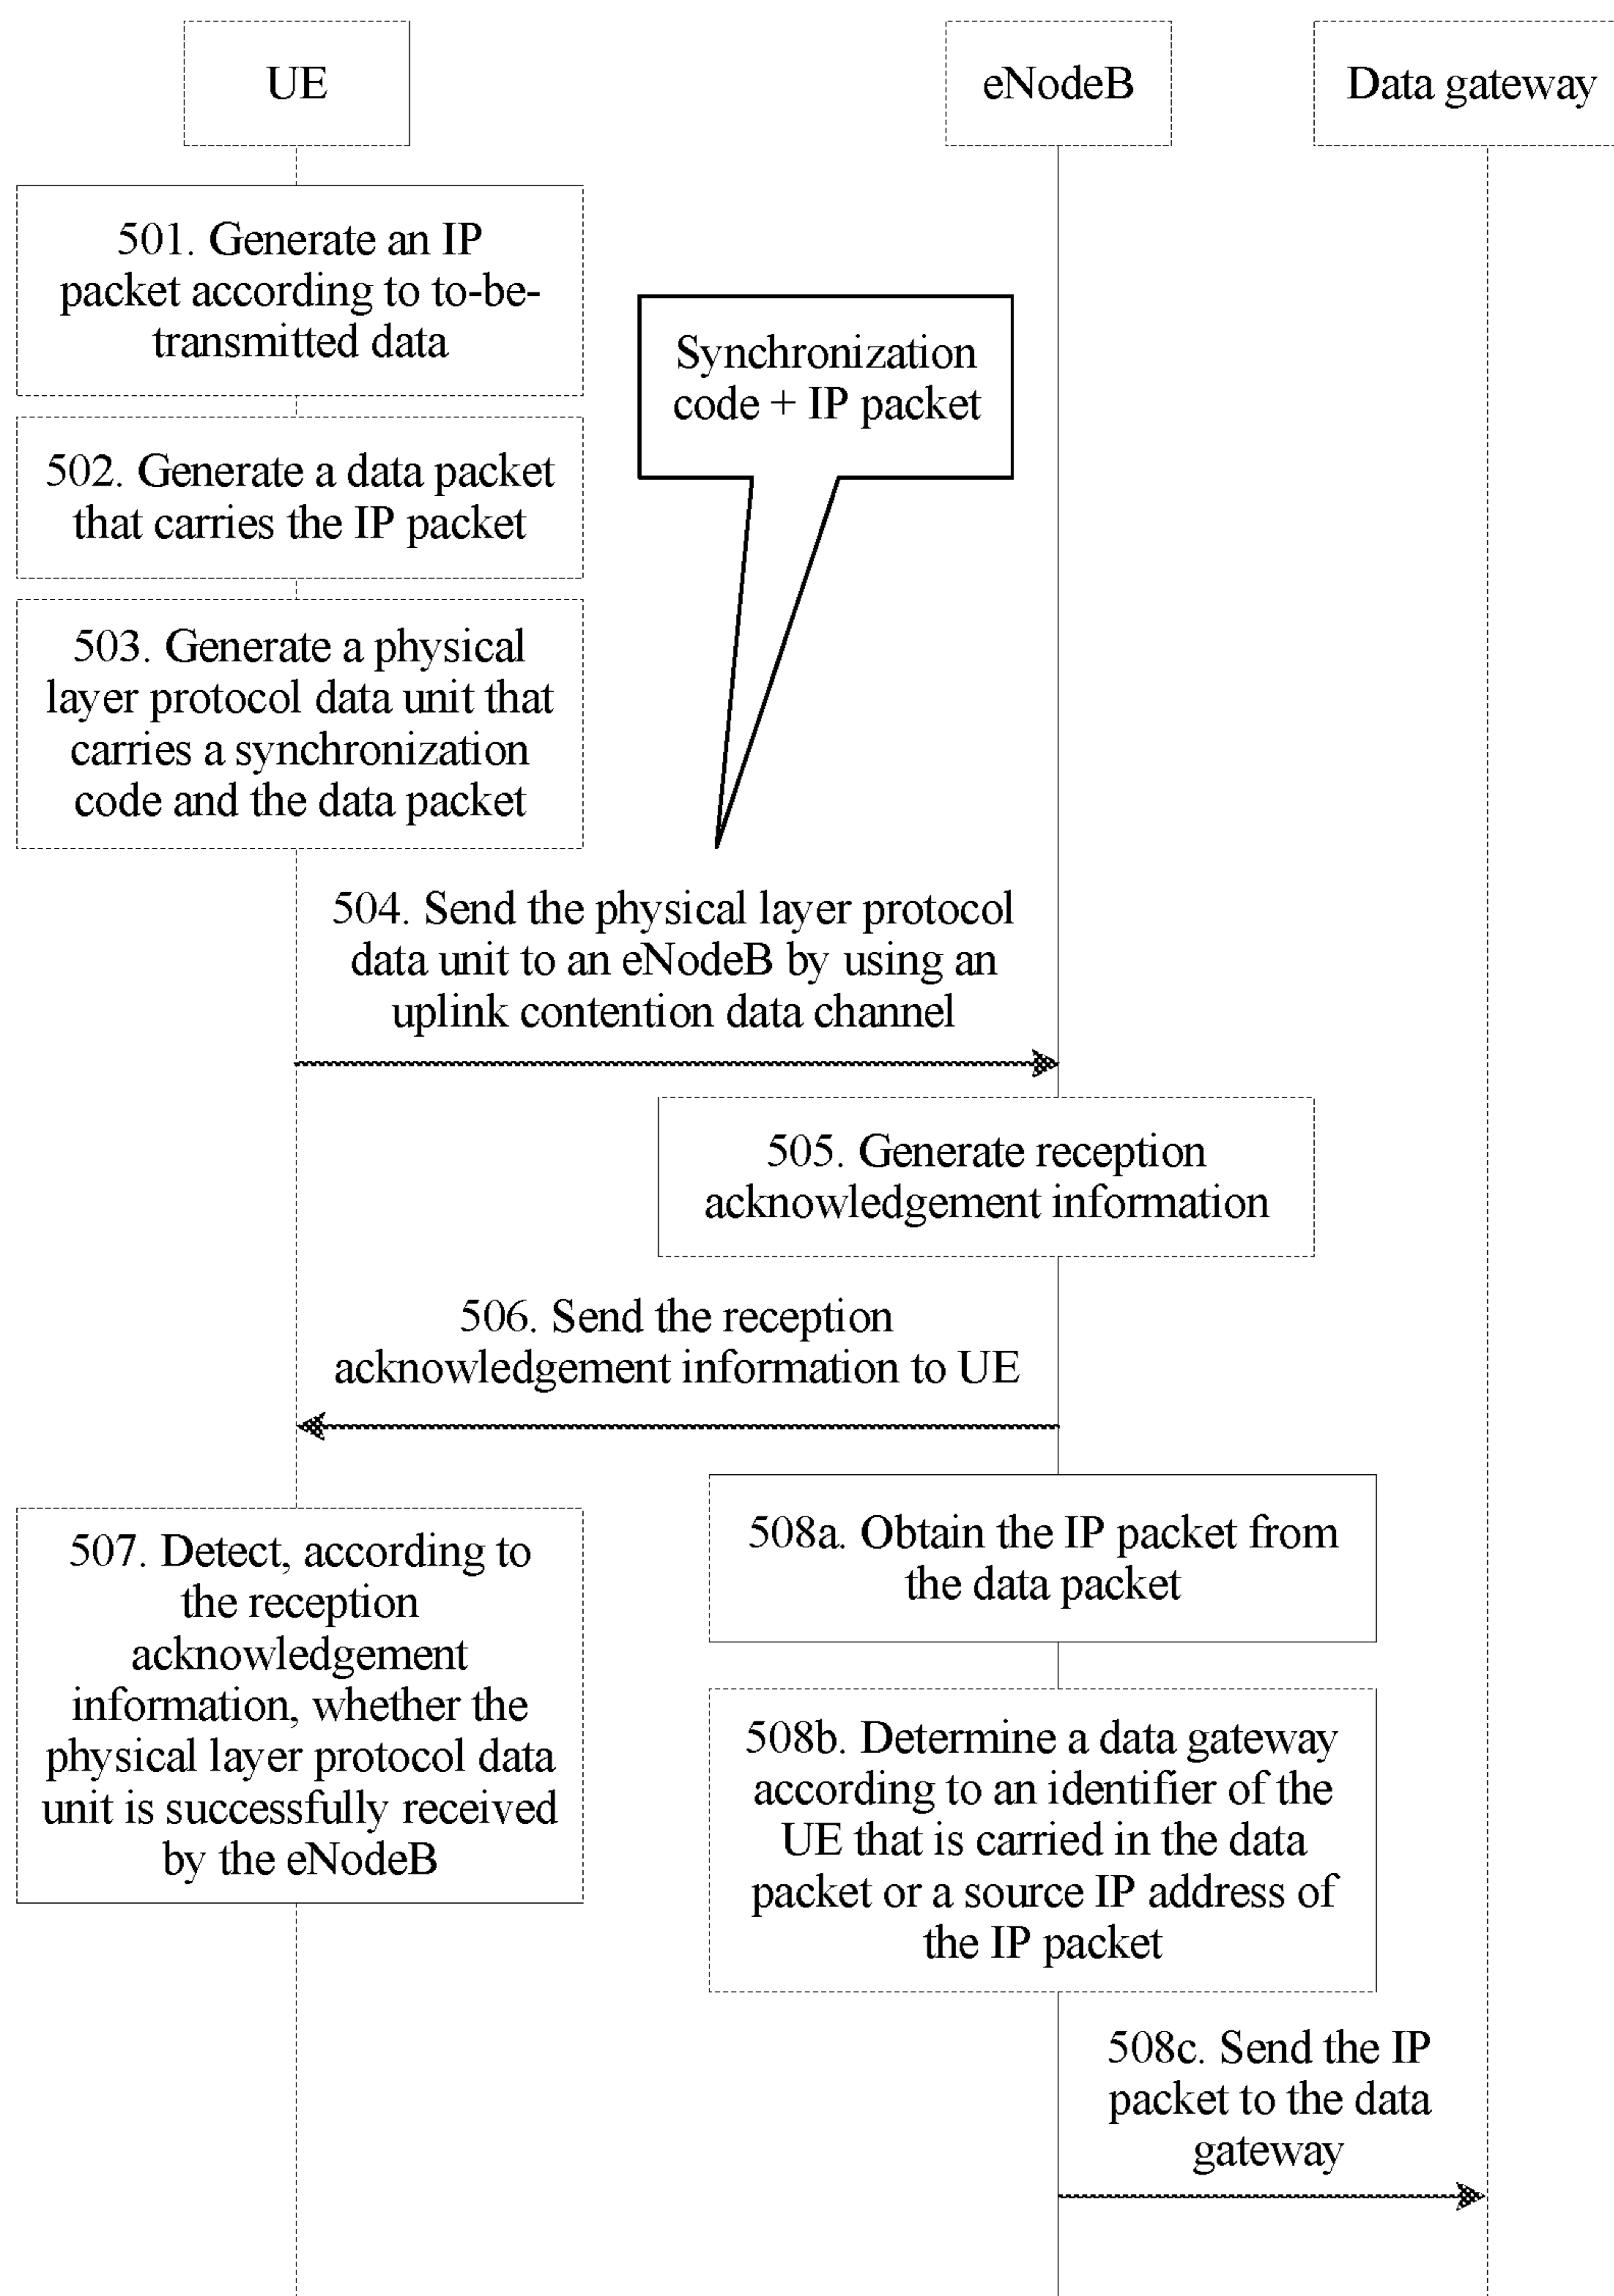 UE
eNodeB
Data gateway
501. Generate an IP
packet according to to-be-
transmitted data
Synchronization
code + IP packet
502. Generate a data packet
that carries the IP packet
503. Generate a physical
layer protocol data unit that
carries a synchronization
code and the data packet
504. Send the physical layer protocol
data unit to an eNodeB by using an
uplink contention data channel
505. Generate reception
acknowledgement information
506. Send the reception
acknowledgement information to UE
507. Detect, according to
the reception
acknowledgement
information, whether the
physical layer protocol data
unit is successfully received
by the eNodeB
508a. Obtain the IP packet from
the data packet
508b. Determine a data gateway
according to an identifier of the
UE that is carried in the data
packet or a source IP address of
the IP packet
508c. Send the IP
packet to the data
gateway